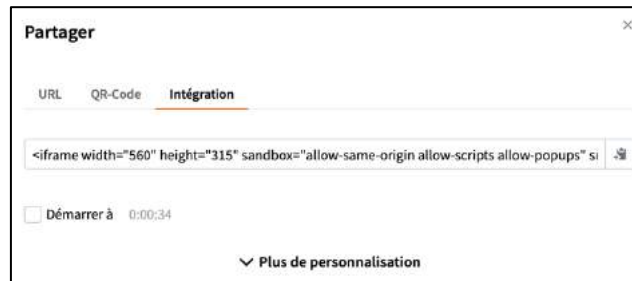 Partager
URL QR-Code Intégration
<iframe width="560" height="315" sandbox="allow-same-origin allow-scripts allow-popups"
Démarrer à 0:00:34
Plus de personnalisation